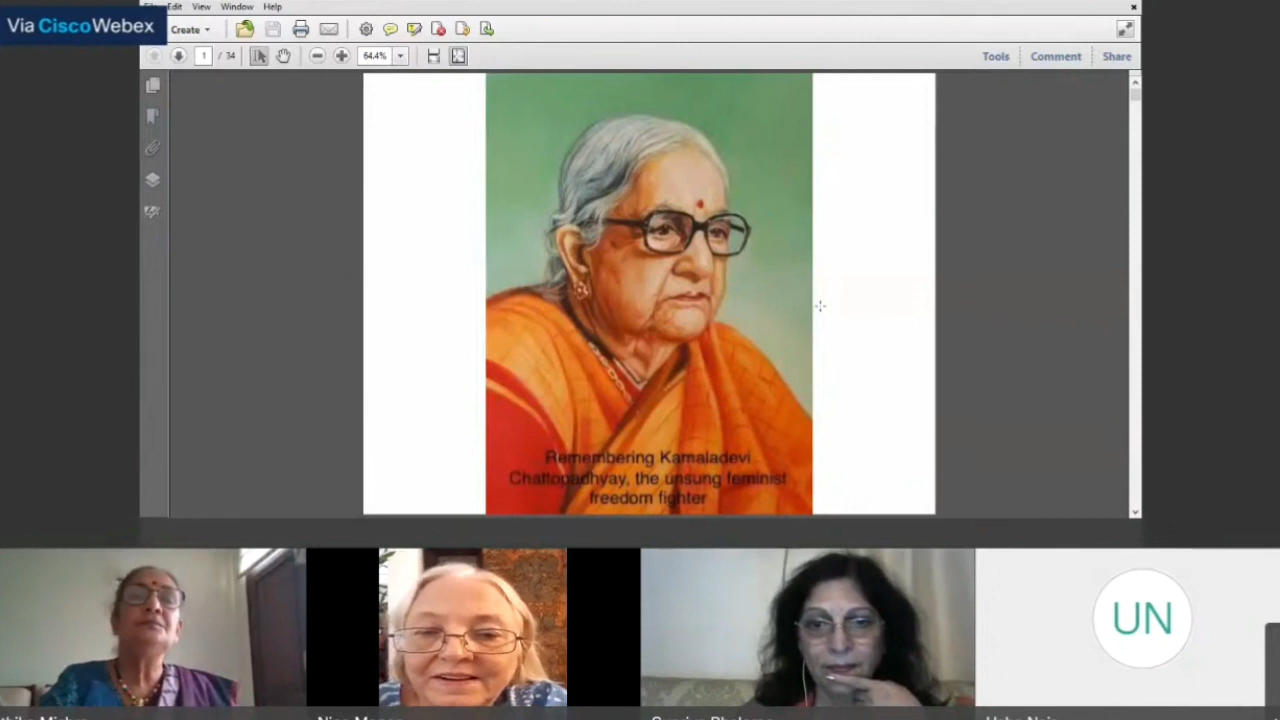 Via CiscoWebex
Edit View Window Help
Create
1 / 34
64.4%
Tools Comment Share
Remembering Kamaladevi
Chattopadhyay, the unsung feminist
freedom fighter
UN